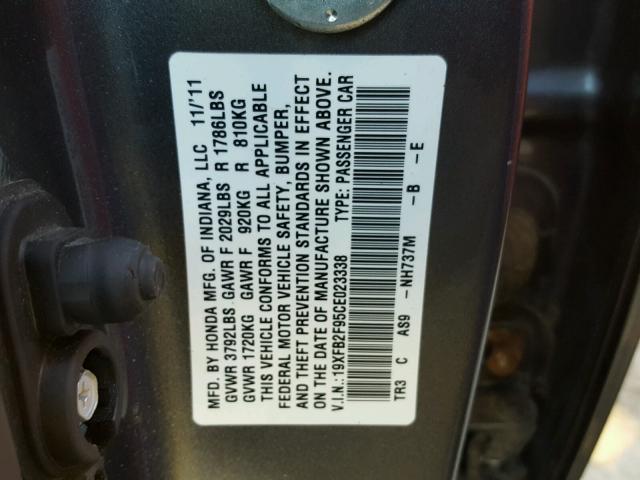 MFD. BY HONDA MFG. OF INDIANA, LLC 11/'11
GVWR 3792LBS GAWR F 2029LBS R 1786LBS
GVWR 1720KG GAWR F 920KG R 810KG
THIS VEHICLE CONFORMS TO ALL APPLICABLE
FEDERAL MOTOR VEHICLE SAFETY, BUMPER,
AND THEFT PREVENTION STANDARDS IN EFFECT
ON THE DATE OF MANUFACTURE SHOWN ABOVE.
V.I.N.: 19XFB2F95CE023338 TYPE: PASSENGER CAR
TR3 C AS9 -NH737M -B -E